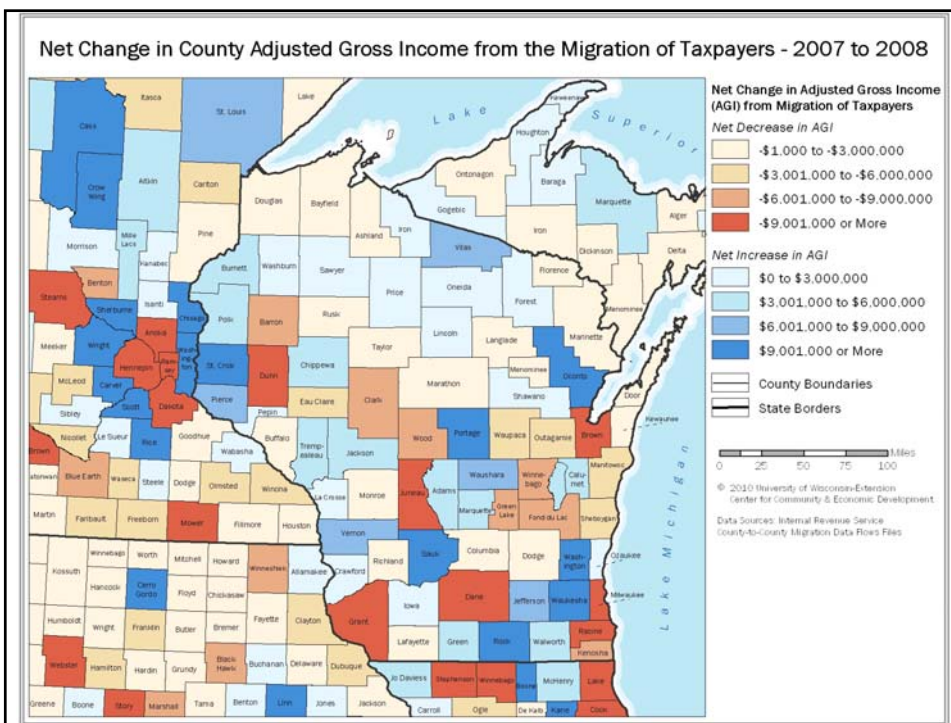 Net Change in County Adjusted Gross Income from the Migration of Taxpayers - 2007 to 2008
Net Change in Adjusted Gross Income
(AGI) from Migration of Taxpayers
Net Decrease in AGI
-$1.000 to -$3.000.000
-$3.001.000 to -$6.000.000
-$6.001.000 to -$9.000.000
-$9.001.000 or More
Net Increase in AGI
$0 to $3.000.000
$3.001.000 to $6.000.000
$6.001.000 to $9.000.000
$9.001.000 or More
County Boundaries
State Borders
Miles
0 25 50 100
© 2010 University of Wisconsin-Extension
Center for Community & Economic Development
Data Sources: Internal Revenue Service
County-to-County Migration Data Flows Files
Lake Superior
Lake Michigan
Itasca
St. Louis
Lake
Cass
Crow
Wing
Aitkin
Carlton
Pine
Mille
Lacs
Kanabec
Morrison
Benton
Isanti
Stearns
Sherburne
Anoka
Chisago
Wright
Hennepin
Ramsey
Wash-
ing
ton
Meeker
McLeod
Carver
Scott
Dakota
Sibley
Nicollet
Le Sueur
Rice
Goodhue
Wabasha
Brown
Blue Earth
Waseca
Steele
Dodge
Olmsted
Winona
Martin
Faribault
Freeborn
Mower
Fillmore
Houston
Keweenaw
Houghton
Ontonagon
Baraga
Marquette
Gogebic
Iron
Alger
Dickinson
Delta
Menominee
Douglas
Bayfield
Ashland
Iron
Vilas
Burnett
Washburn
Sawyer
Price
Oneida
Forest
Florence
Polk
Barron
Rusk
Lincoln
Langlade
Marinette
Taylor
Oconto
St. Croix
Dunn
Chippewa
Marathon
Menominee
Shawano
Door
Pierce
Pepin
Eau Claire
Clark
Kewaunee
Buffalo
Tremp-
ealeau
Jackson
Wood
Portage
Waupaca
Outagamie
Brown
Manitowoc
La Crosse
Monroe
Juneau
Adams
Waushara
Winne-
bago
Calu-
met
Marquette
Green
Lake
Fond du Lac
Sheboygan
Vernon
Crawford
Richland
Sauk
Columbia
Dodge
Wash-
ington
Ozaukee
Grant
Iowa
Dane
Jefferson
Waukesha
Milwaukee
Lafayette
Green
Rock
Walworth
Racine
Kenosha
Winnebago
Worth
Mitchell
Howard
Winneshiek
Allamakee
Kossuth
Hancock
Cerro
Gordo
Floyd
Chickasaw
Humboldt
Wright
Franklin
Butler
Bremer
Fayette
Clayton
Webster
Hamilton
Hardin
Grundy
Black
Hawk
Buchanan
Delaware
Dubuque
Greene
Boone
Story
Marshall
Tama
Benton
Linn
Jones
Jackson
Jo Daviess
Stephenson
Winnebago
Boone
McHenry
Lake
Carroll
Ogle
De Kalb
Kane
Cook